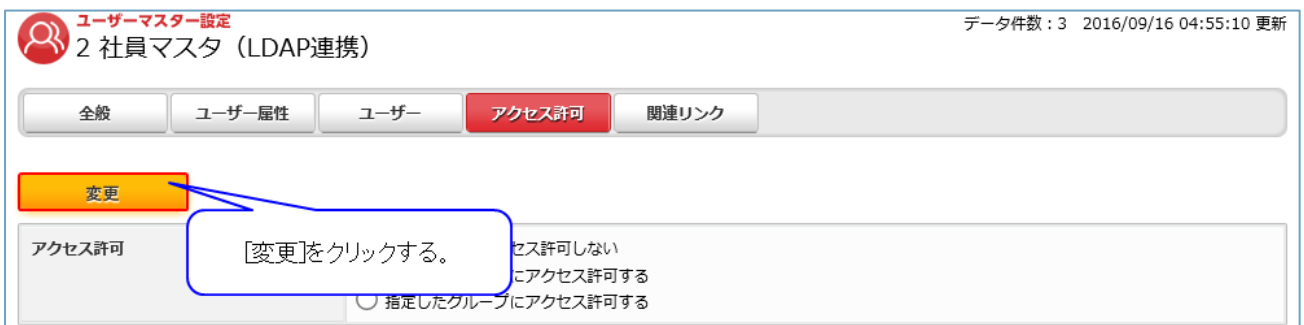 ユーザーマスター設定
2 社員マスタ（LDAP連携）
データ件数：3 2016/09/16 04:55:10 更新
全般 ユーザー属性 ユーザー アクセス許可 関連リンク
変更
[変更]をクリックする。
アクセス許可
セス許可しない
にアクセス許可する
指定したグループにアクセス許可する